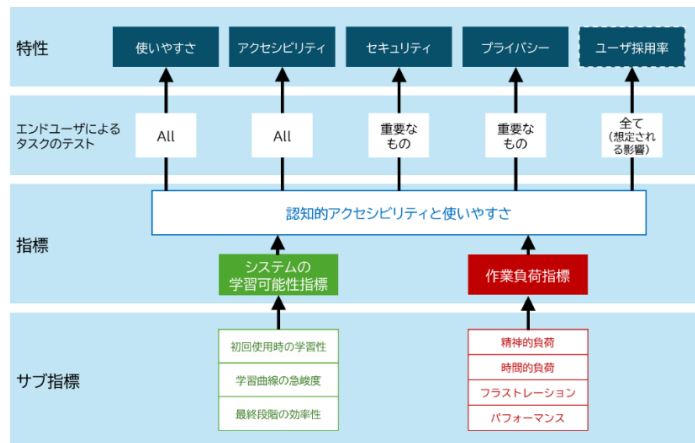 特性
使いやすさ
アクセシビリティ
セキュリティ
プライバシー
ユーザ採用率
エンドユーザによる
タスクのテスト
All
All
重要な
もの
重要な
もの
全て
(想定され
る影響)
指標
認知的アクセシビリティと使いやすさ
システムの
学習可能性指標
作業負荷指標
サブ指標
初回使用時の学習性
学習曲線の急峻度
最終段階の効率性
精神的負荷
時間的負荷
フラストレーション
パフォーマンス